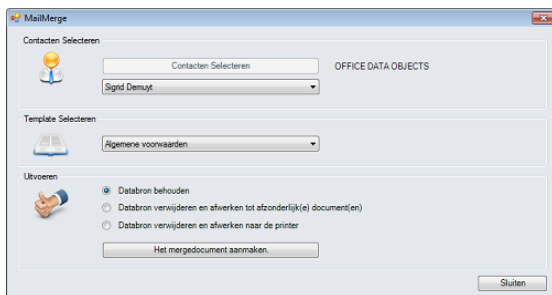 MailMerge
Contacten Selecteren
Contacten Selecteren
OFFICE DATA OBJECTS
Sigrid Demuyt
Template Selecteren
Algemene voorwaarden
Uitvoeren
Databron behouden
Databron verwijderen en afwerken tot afzonderlijk(e) document(en)
Databron verwijderen en afwerken naar de printer
Het mergedocument aanmaken.
Sluiten